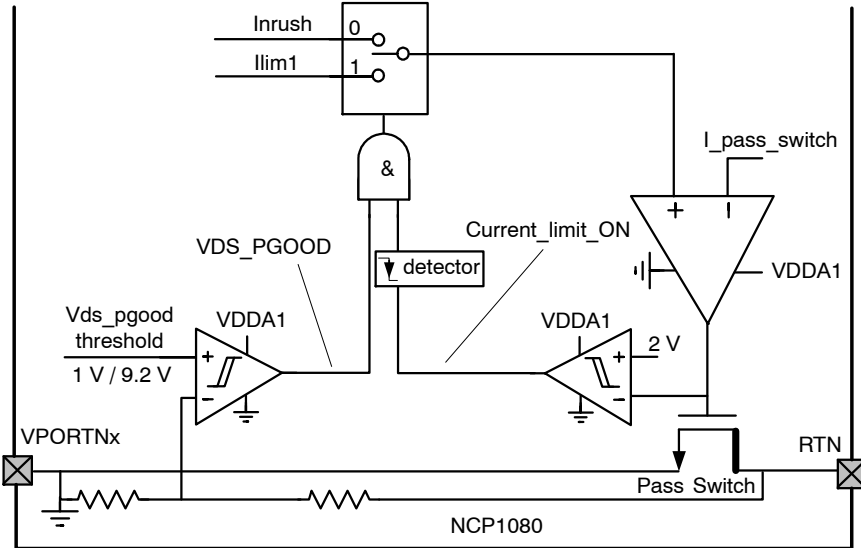 Inrush
0
Ilim1
1
I_pass_switch
&
+ −
VDS_PGOOD
Current_limit_ON
detector
VDDA1
Vds_pgood
threshold
1 V / 9.2 V
VDDA1
+
−
VDDA1
2 V
+
−
VPORTNx
RTN
Pass Switch
NCP1080